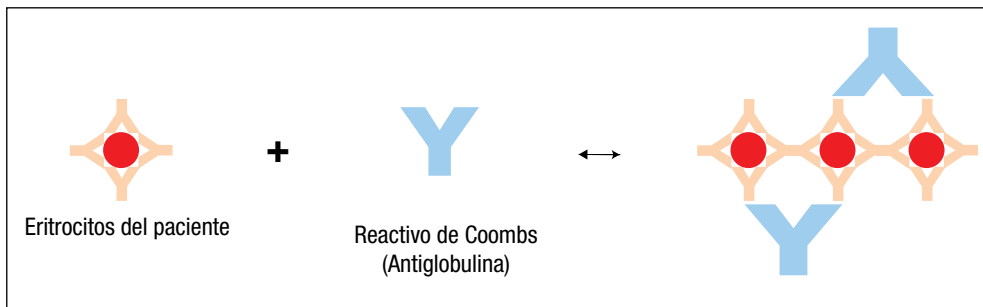 +
Eritrocitos del paciente
Reactivo de Coombs
(Antiglobulina)